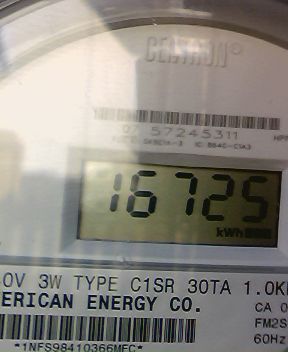 CENTRON®
07 57245311
16725
kWh
0V 3W TYPE C1SR 30TA 1.0K
ERICAN ENERGY CO.
CA 0
FM2S
60Hz
*1NFS98410366MFC*